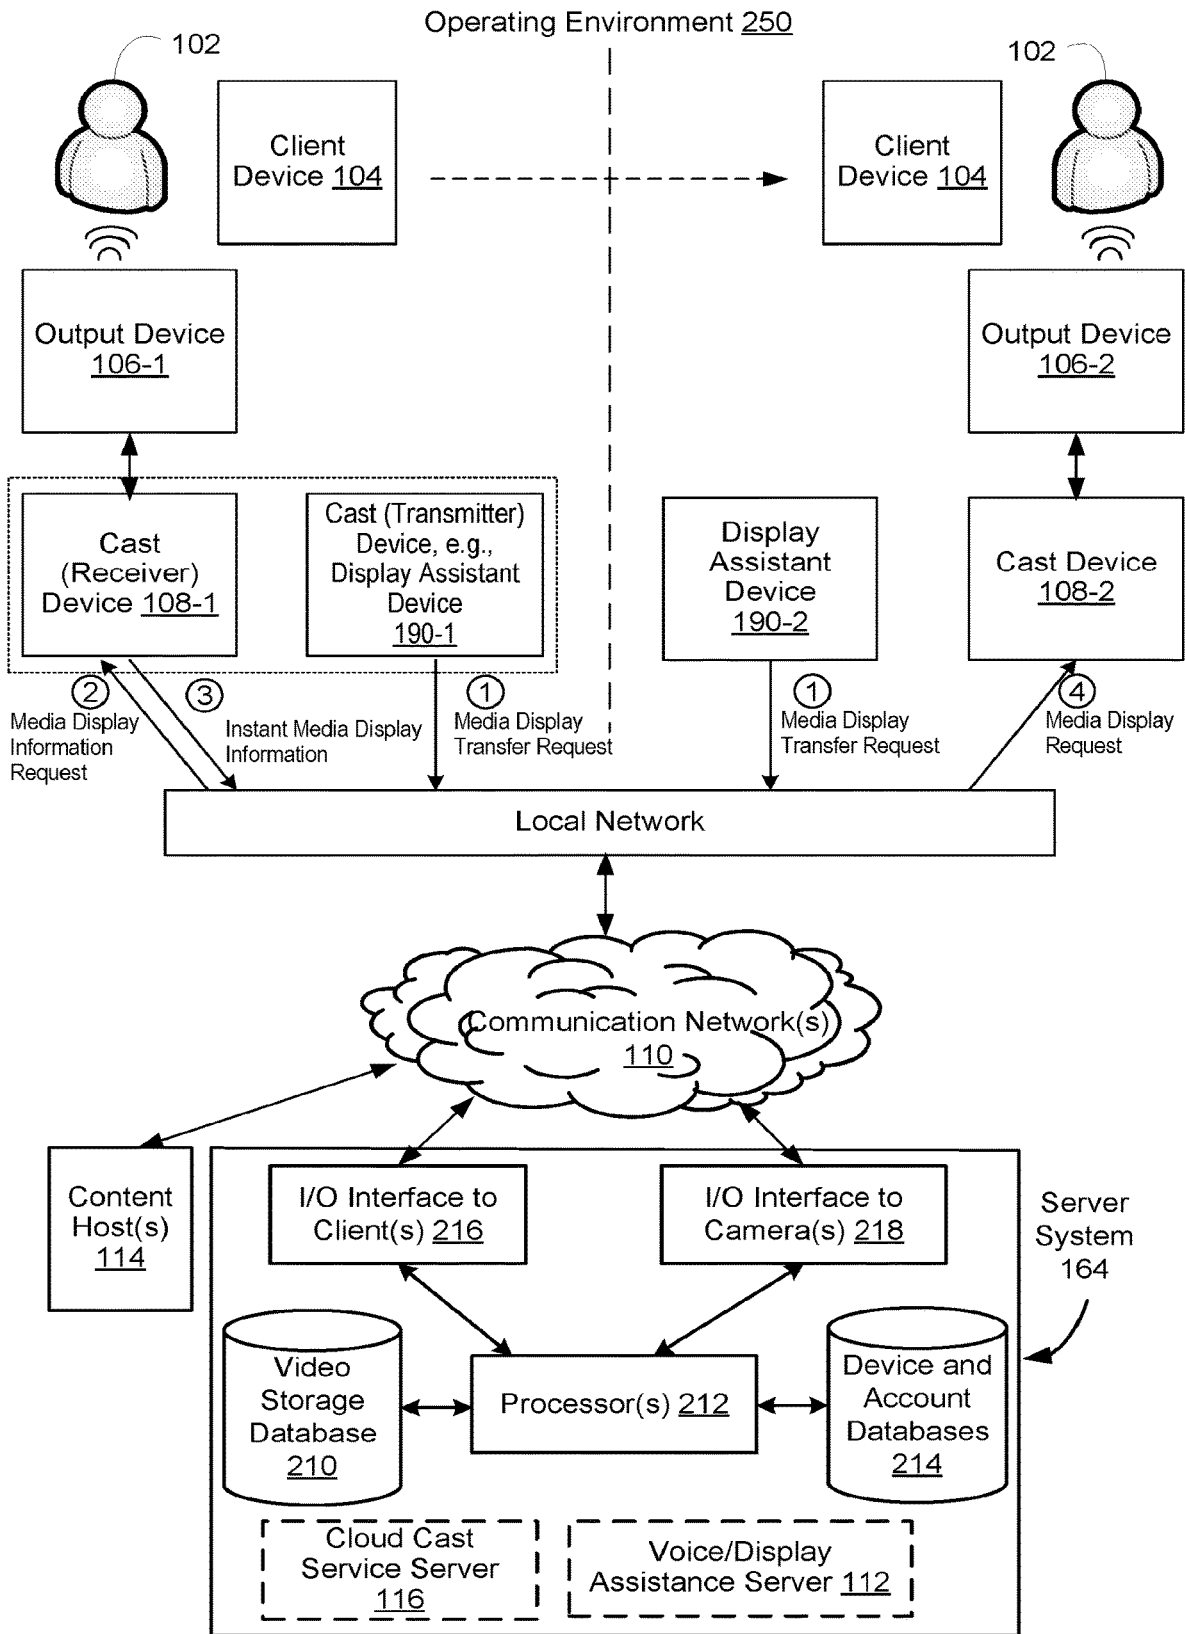 Operating Environment 250
102
102
Client
Device 104
Client
Device 104
Output Device
106-1
Output Device
106-2
Cast
(Receiver)
Device 108-1
Cast (Transmitter)
Device, e.g.,
Display Assistant
Device
190-1
Display
Assistant
Device
190-2
Cast Device
108-2
2
Media Display
Information
Request
3
Instant Media Display
Information
1
Media Display
Transfer Request
1
Media Display
Transfer Request
4
Media Display
Request
Local Network
Communication Network(s)
110
Content
Host(s)
114
I/O Interface to
Client(s) 216
I/O Interface to
Camera(s) 218
Server
System
164
Video
Storage
Database
210
Processor(s) 212
Device and
Account
Databases
214
Cloud Cast
Service Server
116
Voice/Display
Assistance Server 112